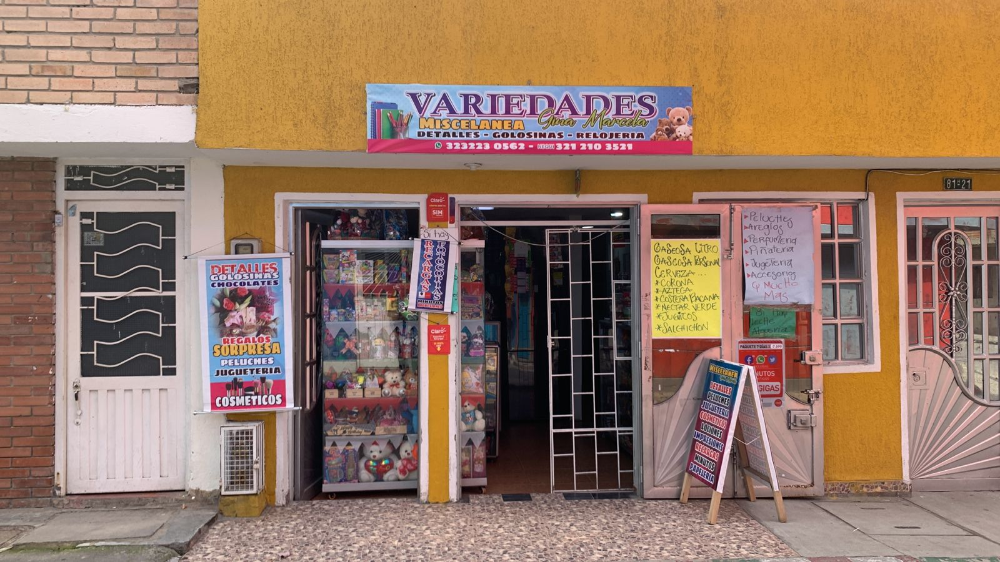 VARIEDADES
Gina Marcela
MISCELANEA
DETALLES - GOLOSINAS - RELOJERIA
323223 0562 - NEQUI 321 210 3521
81H-21
Claro
SIM
Si hay
RECARGAS
FOTOCOPIAS
MINUTOS
IMPRESIONES
Claro
DETALLES
GOLOSINAS
CHOCOLATES
REGALOS
SORPRESA
PELUCHES
JUGUETERIA
COSMETICOS
GASEOSA LITRO
GASEOSA PERSONAL
CERVEZA ...
* CORONA
* AZTECA
* COSTEÑA BACANA
* NECTAR VERDE
* JUGUITOS
* SALCHICHON
PELUCHES
AREGLOS
PERFUMERIA
PIÑATERIA
JUGETERIA
ACCESORIOS
Y MUCHO
MAS
Si Hay
Leche
Alqueria
PAQUETE 7 DÍAS X $7.500
MINUTOS
GIGAS
MISCELANEA
DETALLES
PELUCHES
JUGUETERIA
COSMETICOS
LOCIONES
IMPRESIONES
RECARGAS
MINUTOS
PAPELERIA